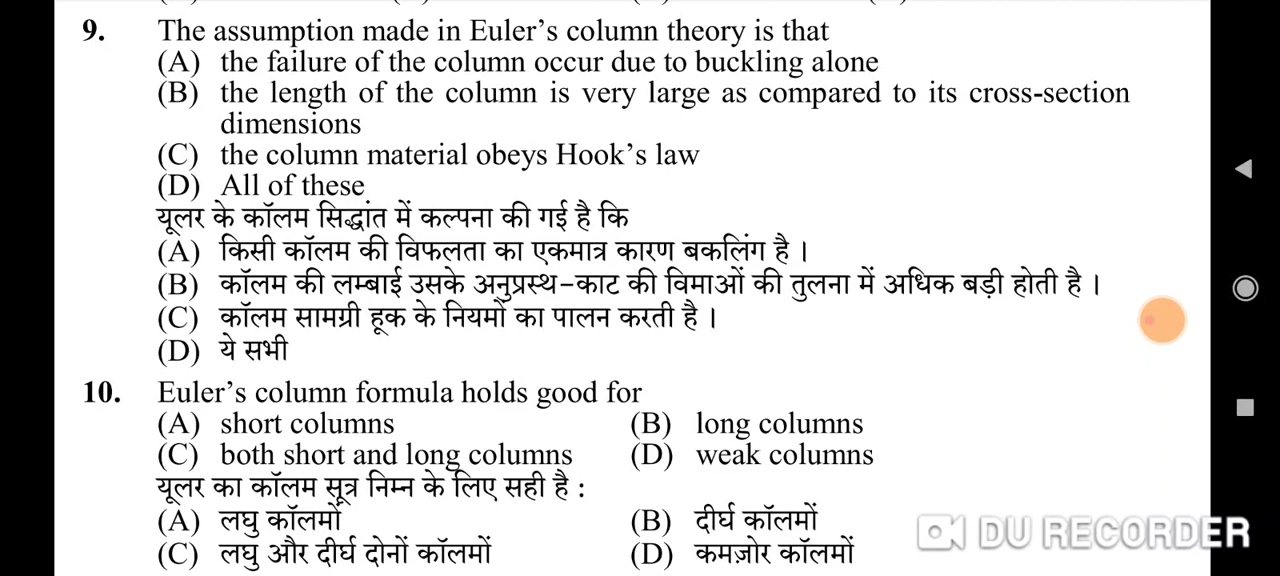 9. The assumption made in Euler's column theory is that
(A) the failure of the column occur due to buckling alone
(B) the length of the column is very large as compared to its cross-section
dimensions
(C) the column material obeys Hook's law
(D) All of these
यूलर के कॉलम सिद्धांत में कल्पना की गई है कि
(A) किसी कॉलम की विफलता का एकमात्र कारण बकलिंग है ।
(B) कॉलम की लम्बाई उसके अनुप्रस्थ-काट की विमाओं की तुलना में अधिक बड़ी होती है ।
(C) कॉलम सामग्री हूक के नियमों का पालन करती है ।
(D) ये सभी
10. Euler's column formula holds good for
(A) short columns (B) long columns
(C) both short and long columns (D) weak columns
यूलर का कॉलम सूत्र निम्न के लिए सही है :
(A) लघु कॉलमों (B) दीर्घ कॉलमों
(C) लघु और दीर्घ दोनों कॉलमों (D) कमज़ोर कॉलमों
DU RECORDER